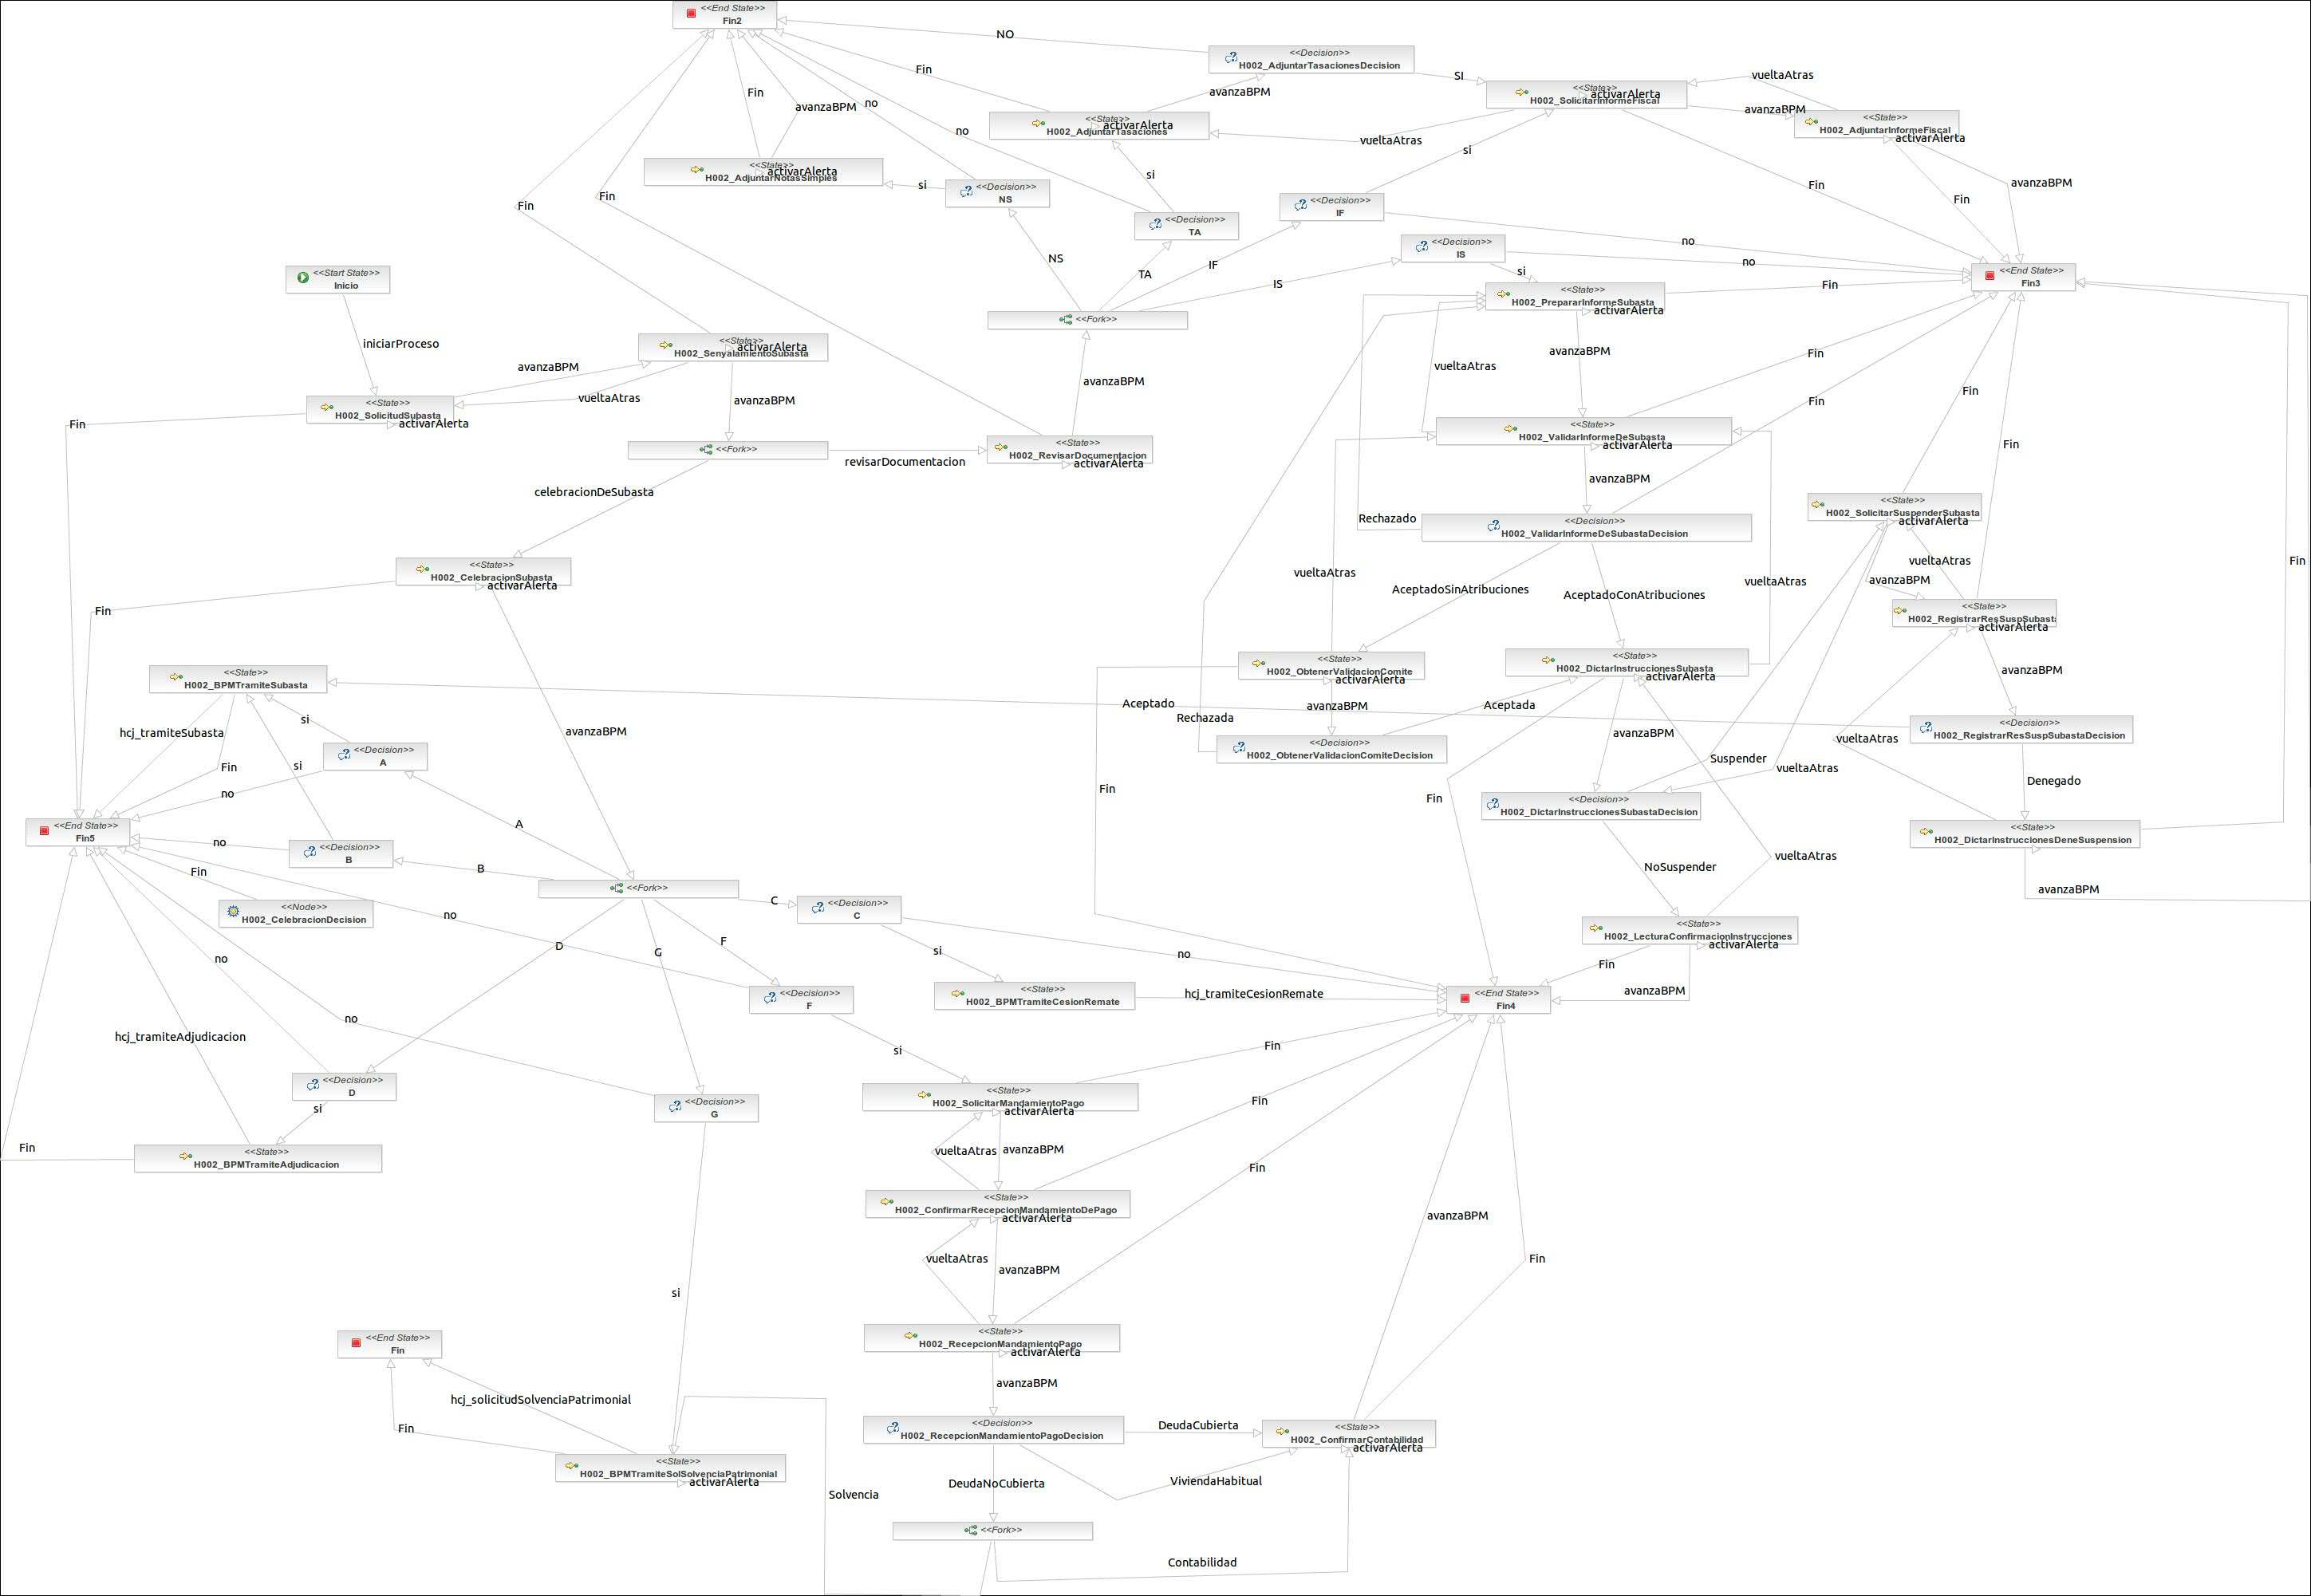 <<End State>>
Fin2
NO
<<Decision>>
H002_AdjuntarTasacionesDecision
SI
vueltaAtras
Fin
avanzaBPM
<<State>>
H002_SolicitarInformeFiscal
activarAlerta
Fin
avanzaBPM
no
avanzaBPM
<<State>>
H002_AdjuntarTasaciones
activarAlerta
<<State>>
H002_AdjuntarInformeFiscal
activarAlerta
no
vueltaAtras
si
<<State>>
H002_AdjuntarNotasSimples
activarAlerta
si
<<Decision>>
NS
si
Fin
avanzaBPM
Fin
Fin
Fin
<<Decision>>
TA
<<Decision>>
IF
no
<<Decision>>
IS
no
NS
TA
IF
IS
si
<<Start State>>
Inicio
<<End State>>
Fin3
<<State>>
H002_PrepararInformeSubasta
activarAlerta
Fin
<<Fork>>
iniciarProceso
<<State>>
H002_SenyalamientoSubasta
activarAlerta
avanzaBPM
Fin
avanzaBPM
vueltaAtras
avanzaBPM
vueltaAtras
avanzaBPM
Fin
Fin
<<State>>
H002_SolicitudSubasta
activarAlerta
Fin
<<State>>
H002_ValidarInformeDeSubasta
activarAlerta
<<Fork>>
revisarDocumentacion
<<State>>
H002_RevisarDocumentacion
activarAlerta
Fin
celebracionDeSubasta
avanzaBPM
<<State>>
H002_SolicitarSuspenderSubasta
activarAlerta
Rechazado
<<Decision>>
H002_ValidarInformeDeSubastaDecision
<<State>>
H002_CelebracionSubasta
activarAlerta
Fin
vueltaAtras
AceptadoSinAtribuciones
AceptadoConAtribuciones
vueltaAtras
vueltaAtras
avanzaBPM
Fin
<<State>>
H002_RegistrarResSuspSubasta
activarAlerta
<<State>>
H002_BPMTramiteSubasta
<<State>>
H002_ObtenerValidacionComite
activarAlerta
<<State>>
H002_DictarInstruccionesSubasta
activarAlerta
avanzaBPM
Aceptado
avanzaBPM
Aceptada
Rechazada
si
hcj_tramiteSubasta
avanzaBPM
avanzaBPM
<<Decision>>
H002_RegistrarResSuspSubastaDecision
vueltaAtras
<<Decision>>
A
<<Decision>>
H002_ObtenerValidacionComiteDecision
Suspender
vueltaAtras
Fin
si
no
Fin
Fin
Denegado
<<Decision>>
H002_DictarInstruccionesSubastaDecision
<<End State>>
Fin5
A
<<State>>
H002_DictarInstruccionesDeneSuspension
no
<<Decision>>
B
B
vueltaAtras
NoSuspender
Fin
<<Fork>>
avanzaBPM
<<Node>>
H002_CelebracionDecision
no
C
<<Decision>>
C
<<State>>
H002_LecturaConfirmacionInstrucciones
activarAlerta
D
F
G
si
no
no
Fin
avanzaBPM
<<Decision>>
F
<<State>>
H002_BPMTramiteCesionRemate
hcj_tramiteCesionRemate
<<End State>>
Fin4
no
hcj_tramiteAdjudicacion
si
Fin
<<Decision>>
D
si
<<Decision>>
G
<<State>>
H002_SolicitarMandamientoPago
activarAlerta
Fin
Fin
<<State>>
H002_BPMTramiteAdjudicacion
vueltaAtras
avanzaBPM
Fin
<<State>>
H002_ConfirmarRecepcionMandamientoDePago
activarAlerta
avanzaBPM
vueltaAtras
avanzaBPM
Fin
si
<<End State>>
Fin
<<State>>
H002_RecepcionMandamientoPago
activarAlerta
avanzaBPM
hcj_solicitudSolvenciaPatrimonial
Fin
<<Decision>>
H002_RecepcionMandamientoPagoDecision
DeudaCubierta
<<State>>
H002_ConfirmarContabilidad
activarAlerta
<<State>>
H002_BPMTramiteSolSolvenciaPatrimonial
activarAlerta
Solvencia
DeudaNoCubierta
ViviendaHabitual
<<Fork>>
Contabilidad